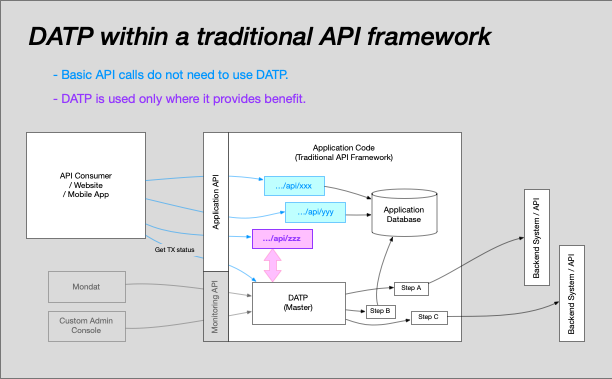 DATP within a traditional API framework
- Basic API calls do not need to use DATP.
- DATP is used only where it provides benefit.
API Consumer
/ Website
/ Mobile App
Application API
Application Code
(Traditional API Framework)
.../api/xxx
.../api/yyy
.../api/zzz
Application
Database
Get TX status
Mondat
Custom Admin
Console
Monitoring API
DATP
(Master)
Step A
Step B
Step C
Backend System / API
Backend System / API